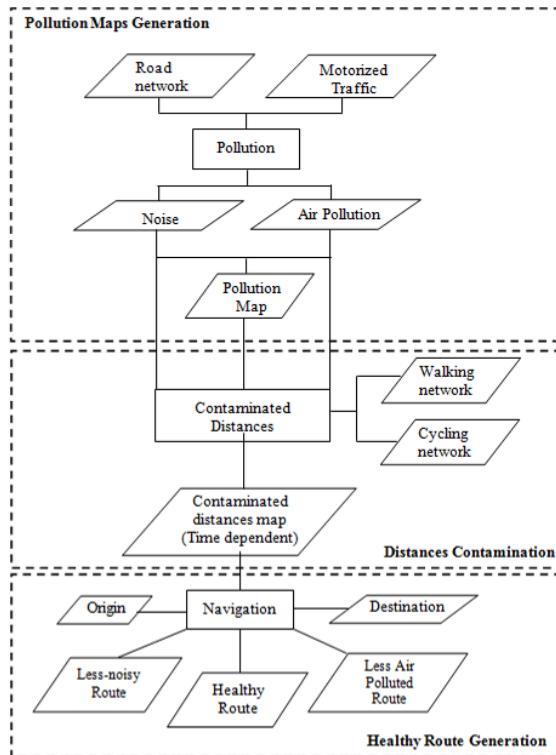 Pollution Maps Generation
Road
network
Motorized
Traffic
Pollution
Noise
Air Pollution
Pollution
Map
Contaminated
Distances
Walking
network
Cycling
network
Contaminated
distances map
(Time dependent)
Distances Contamination
Origin
Navigation
Destination
Less-noisy
Route
Healthy
Route
Less Air
Polluted
Route
Healthy Route Generation